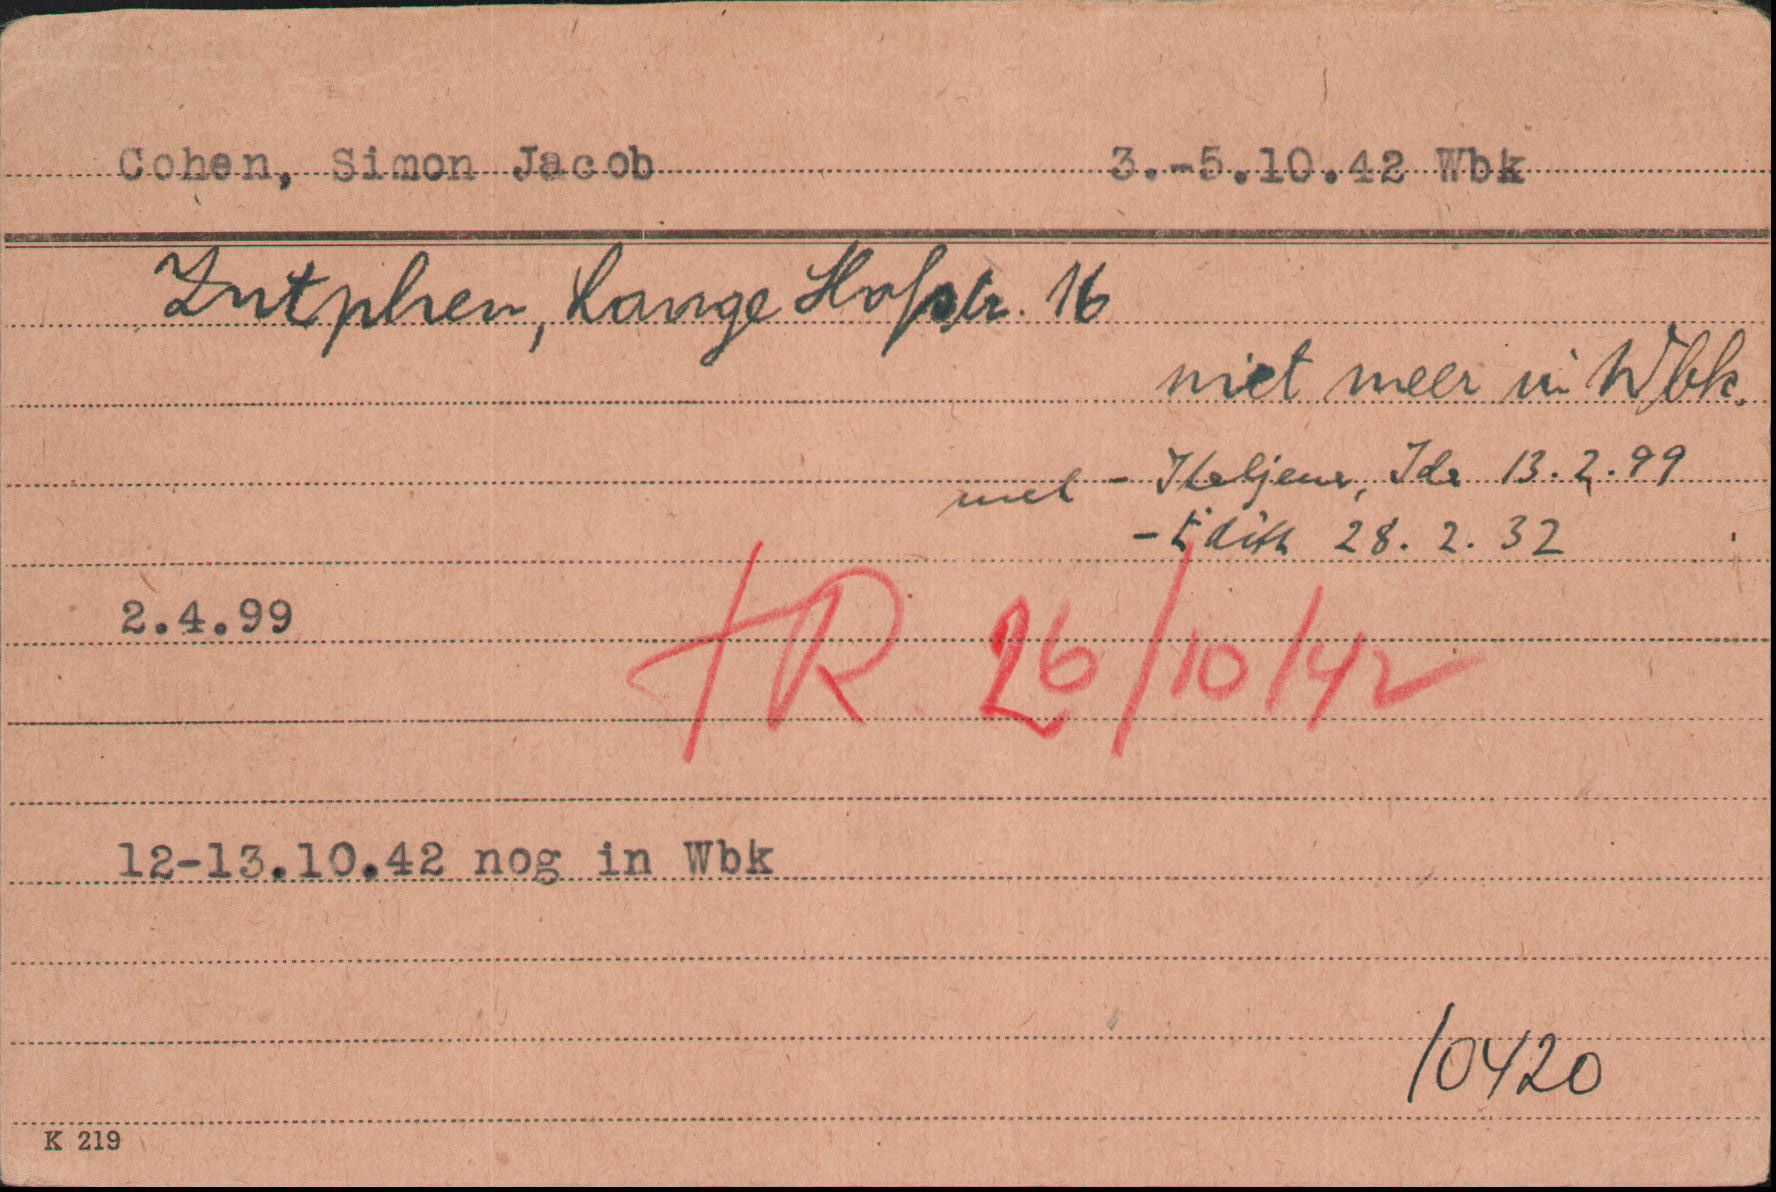 Cohen, Simon Jacob 3.-5.10.42 Wbk
Zutphen, Lange Hofstr. 16
niet meer in Wbk.
met - Italjener, Ida 13.2.99
- Edith 28.2.32
2.4.99
TR 26/10/42
12-13.10.42 nog in Wbk
10420
K 219